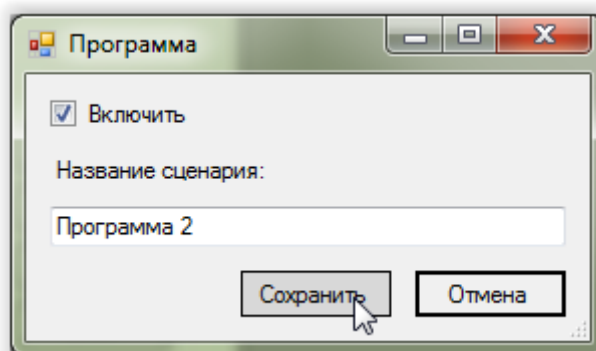 Программа
Включить
Название сценария:
Программа 2
Сохранить Отмена